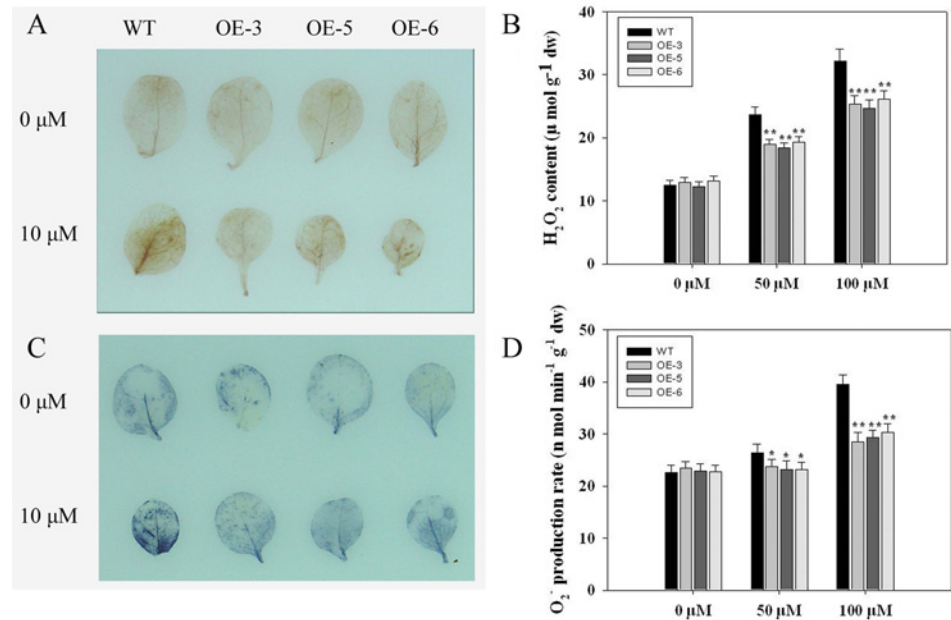 A
WT OE-3 OE-5 OE-6
0 μM
10 μM
B
H₂O₂ content (μ mol g⁻¹ dw)
40
30
20
10
0
WT
OE-3
OE-5
OE-6
** ** **
** ** **
0 μM 50 μM 100 μM
C
0 μM
10 μM
D
O₂⁻ production rate (n mol min⁻¹ g⁻¹ dw)
50
40
30
20
10
0
WT
OE-3
OE-5
OE-6
* * *
** ** **
0 μM 50 μM 100 μM